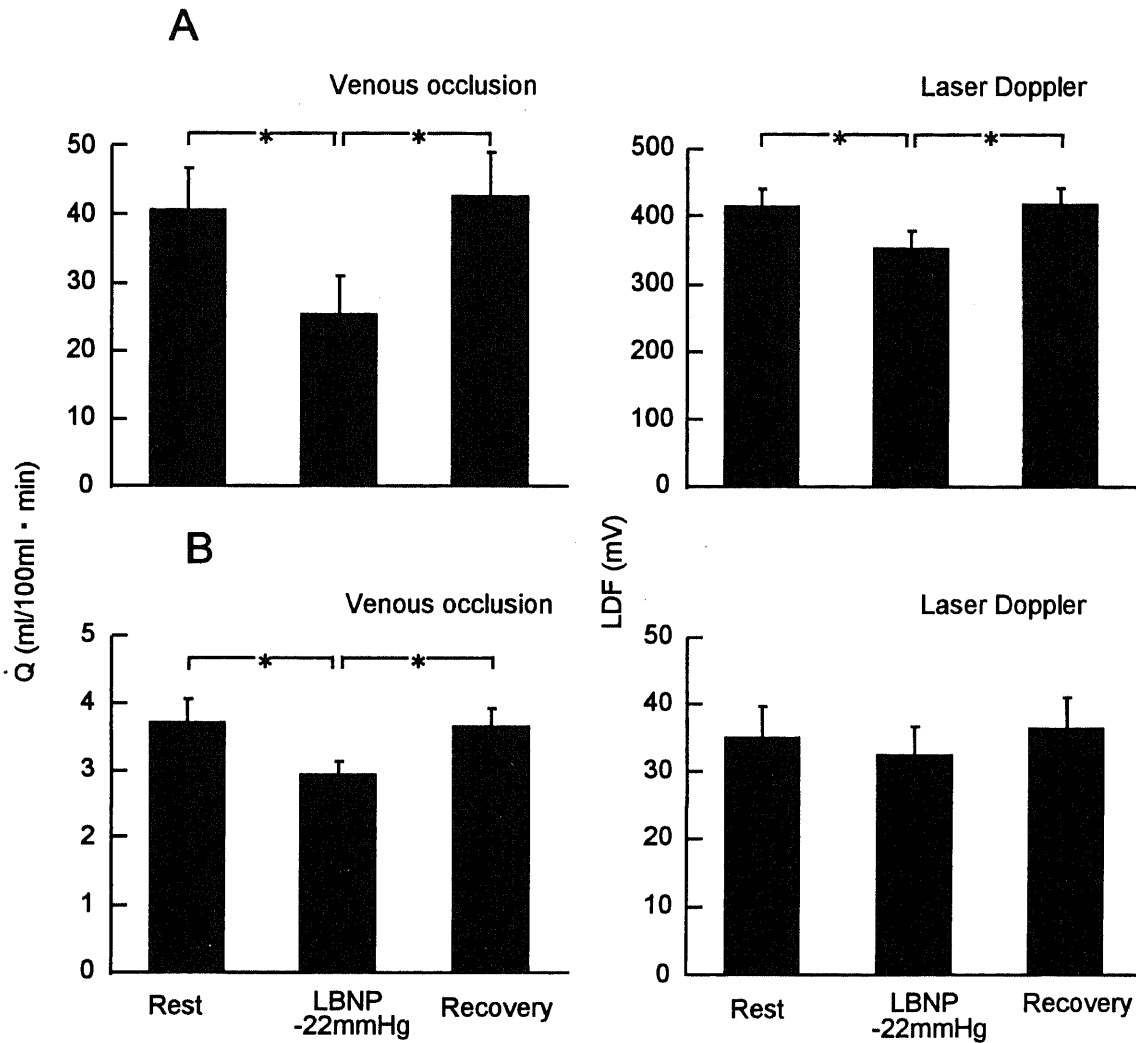 A
Venous occlusion
50
40
30
20
10
0
*
*
Laser Doppler
500
400
300
200
100
0
*
*
Q̇ (ml/100ml・min)
LDF (mV)
B
Venous occlusion
5
4
3
2
1
0
*
*
Rest
LBNP
-22mmHg
Recovery
Laser Doppler
50
40
30
20
10
0
Rest
LBNP
-22mmHg
Recovery